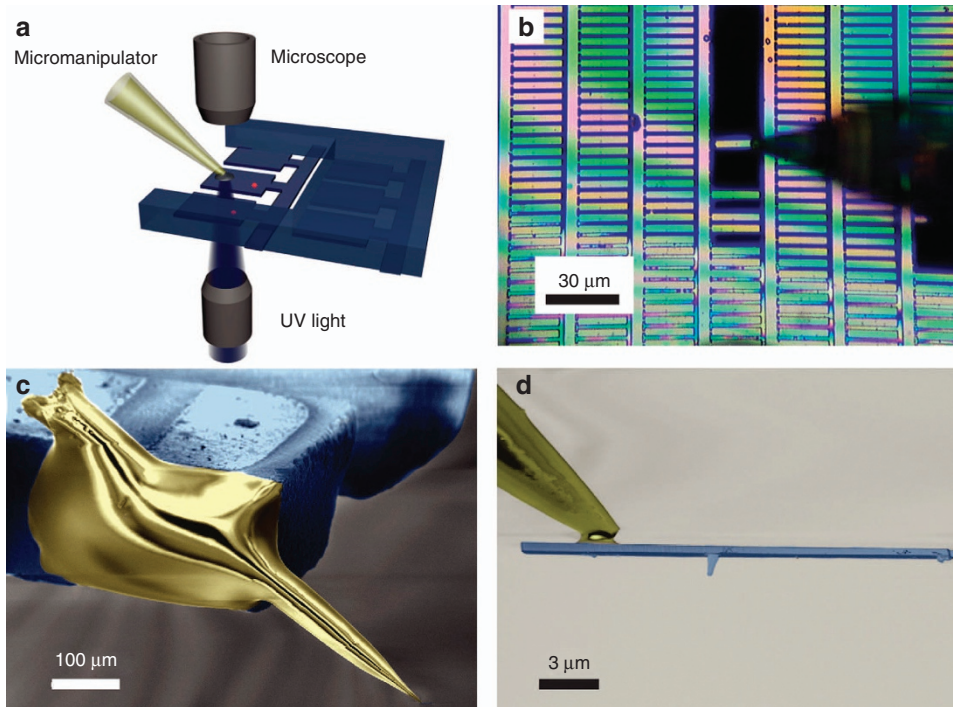 a
Micromanipulator
Microscope
UV light
b
30 μm
c
100 μm
d
3 μm